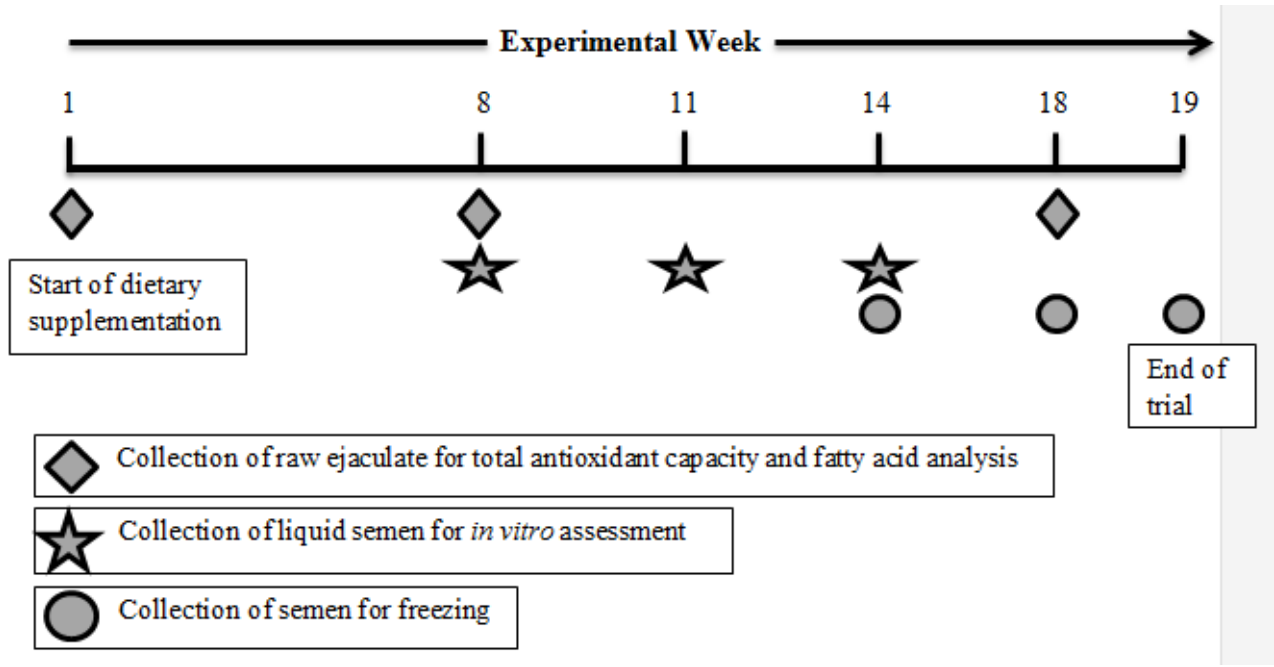 Experimental Week
1 8 11 14 18 19
Start of dietary
supplementation
End of
trial
Collection of raw ejaculate for total antioxidant capacity and fatty acid analysis
Collection of liquid semen for in vitro assessment
Collection of semen for freezing